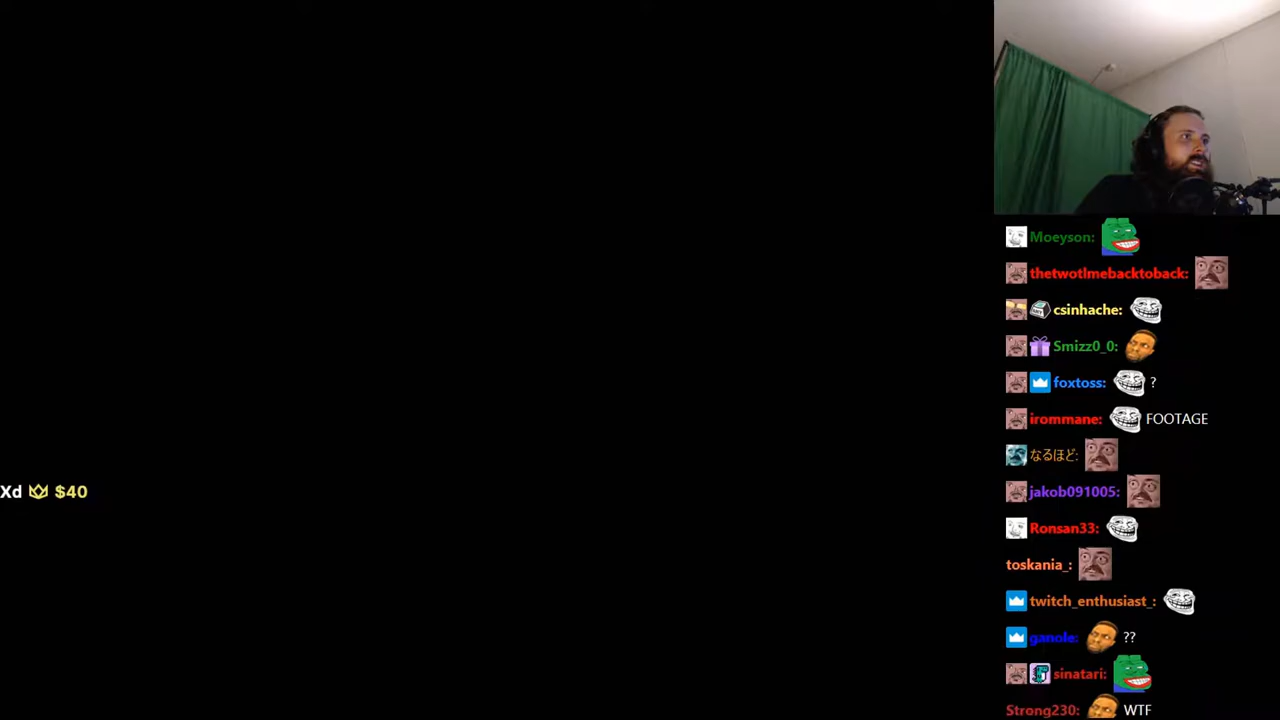 Moeyson:
thetwotlmebacktoback:
csinhache:
Smizz0_0:
foxtoss: ?
irommane: FOOTAGE
なるほど:
jakob091005:
Xd $40
Ronsan33:
toskania_:
twitch_enthusiast_:
ganole: ??
sinatari:
Strong230: WTF